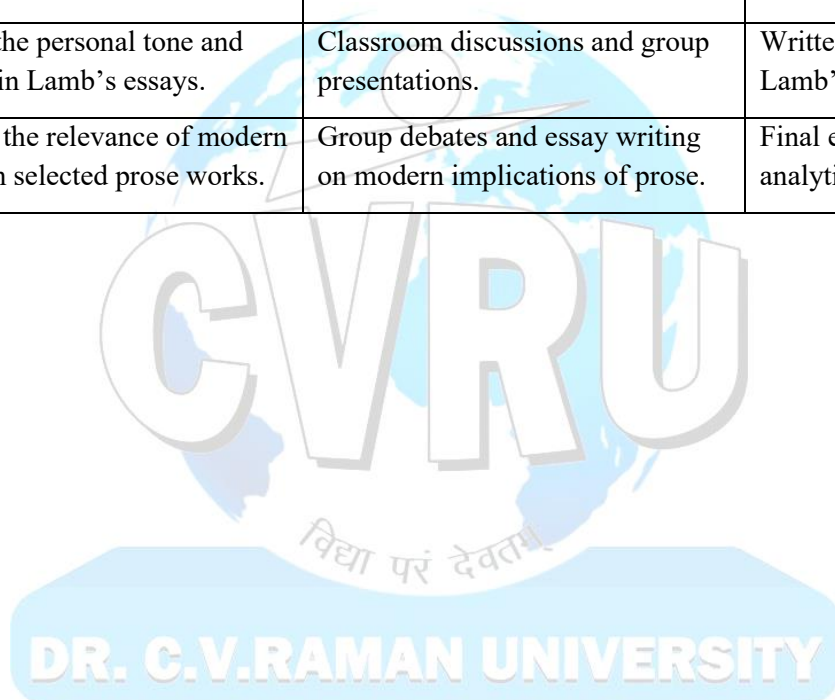 the personal tone and
in Lamb’s essays.
Classroom discussions and group
presentations.
Writte
Lamb’
the relevance of modern
n selected prose works.
Group debates and essay writing
on modern implications of prose.
Final e
analyti
CVRU
विद्या परं देवतम्
DR. C.V.RAMAN UNIVERSITY